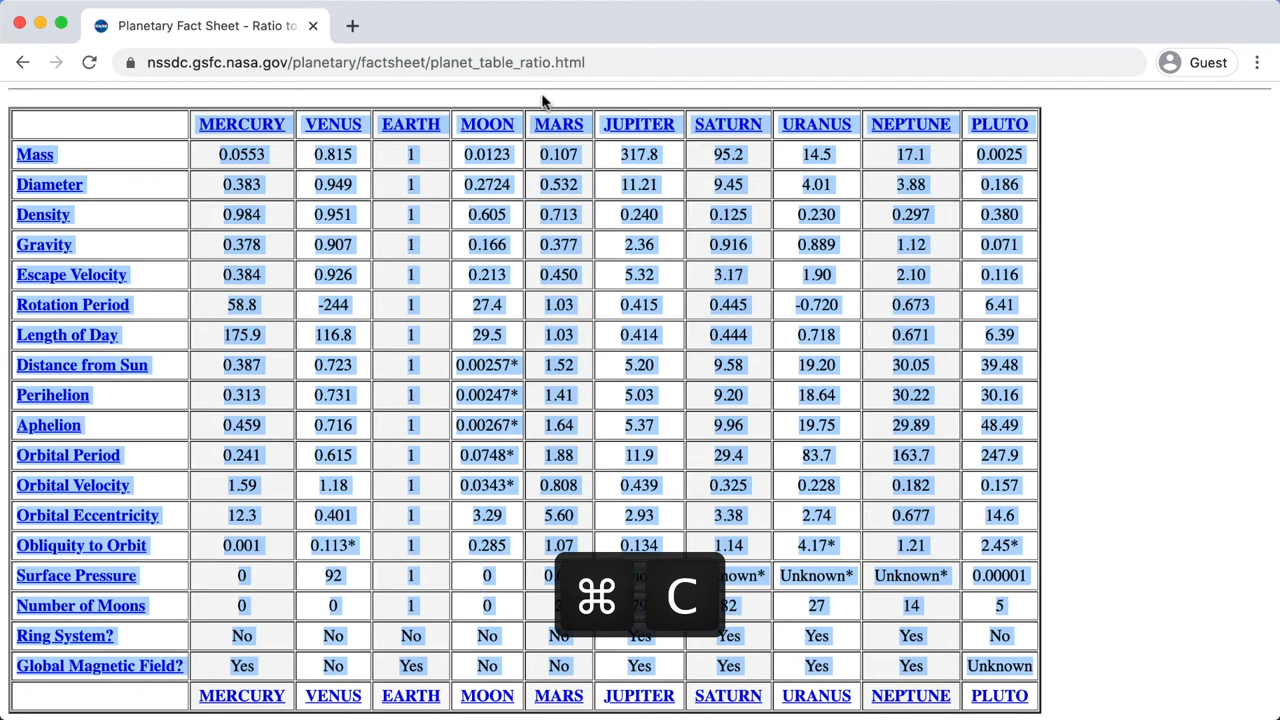 Planetary Fact Sheet - Ratio to
nssdc.gsfc.nasa.gov/planetary/factsheet/planet_table_ratio.html Guest
MERCURY VENUS EARTH MOON MARS JUPITER SATURN URANUS NEPTUNE PLUTO
Mass 0.0553 0.815 1 0.0123 0.107 317.8 95.2 14.5 17.1 0.0025
Diameter 0.383 0.949 1 0.2724 0.532 11.21 9.45 4.01 3.88 0.186
Density 0.984 0.951 1 0.605 0.713 0.240 0.125 0.230 0.297 0.380
Gravity 0.378 0.907 1 0.166 0.377 2.36 0.916 0.889 1.12 0.071
Escape Velocity 0.384 0.926 1 0.213 0.450 5.32 3.17 1.90 2.10 0.116
Rotation Period 58.8 -244 1 27.4 1.03 0.415 0.445 -0.720 0.673 6.41
Length of Day 175.9 116.8 1 29.5 1.03 0.414 0.444 0.718 0.671 6.39
Distance from Sun 0.387 0.723 1 0.00257* 1.52 5.20 9.58 19.20 30.05 39.48
Perihelion 0.313 0.731 1 0.00247* 1.41 5.03 9.20 18.64 30.22 30.16
Aphelion 0.459 0.716 1 0.00267* 1.64 5.37 9.96 19.75 29.89 48.49
Orbital Period 0.241 0.615 1 0.0748* 1.88 11.9 29.4 83.7 163.7 247.9
Orbital Velocity 1.59 1.18 1 0.0343* 0.808 0.439 0.325 0.228 0.182 0.157
Orbital Eccentricity 12.3 0.401 1 3.29 5.60 2.93 3.38 2.74 0.677 14.6
Obliquity to Orbit 0.001 0.113* 1 0.285 1.07 0.134 1.14 4.17* 1.21 2.45*
Surface Pressure 0 92 1 0 Unknown* Unknown* 0.00001
Number of Moons 0 0 1 0 27 14 5
Ring System? No No No No No Yes Yes Yes Yes No
Global Magnetic Field? Yes No Yes No No Yes Yes Yes Yes Unknown
MERCURY VENUS EARTH MOON MARS JUPITER SATURN URANUS NEPTUNE PLUTO
⌘ C